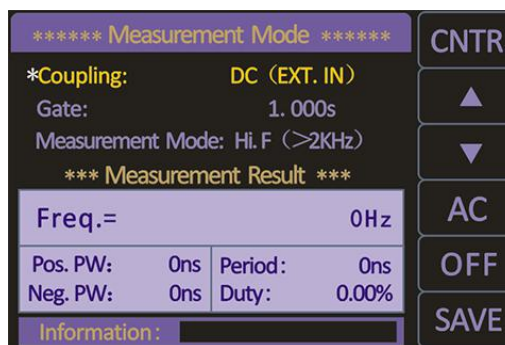 ****** Measurement Mode ******
*Coupling: DC (EXT. IN)
Gate: 1.000s
Measurement Mode: Hi.F (>2KHz)
*** Measurement Result ***
Freq.= 0Hz
Pos. PW: 0ns Period: 0ns
Neg. PW: 0ns Duty: 0.00%
Information:
CNTR
▲
▼
AC
OFF
SAVE